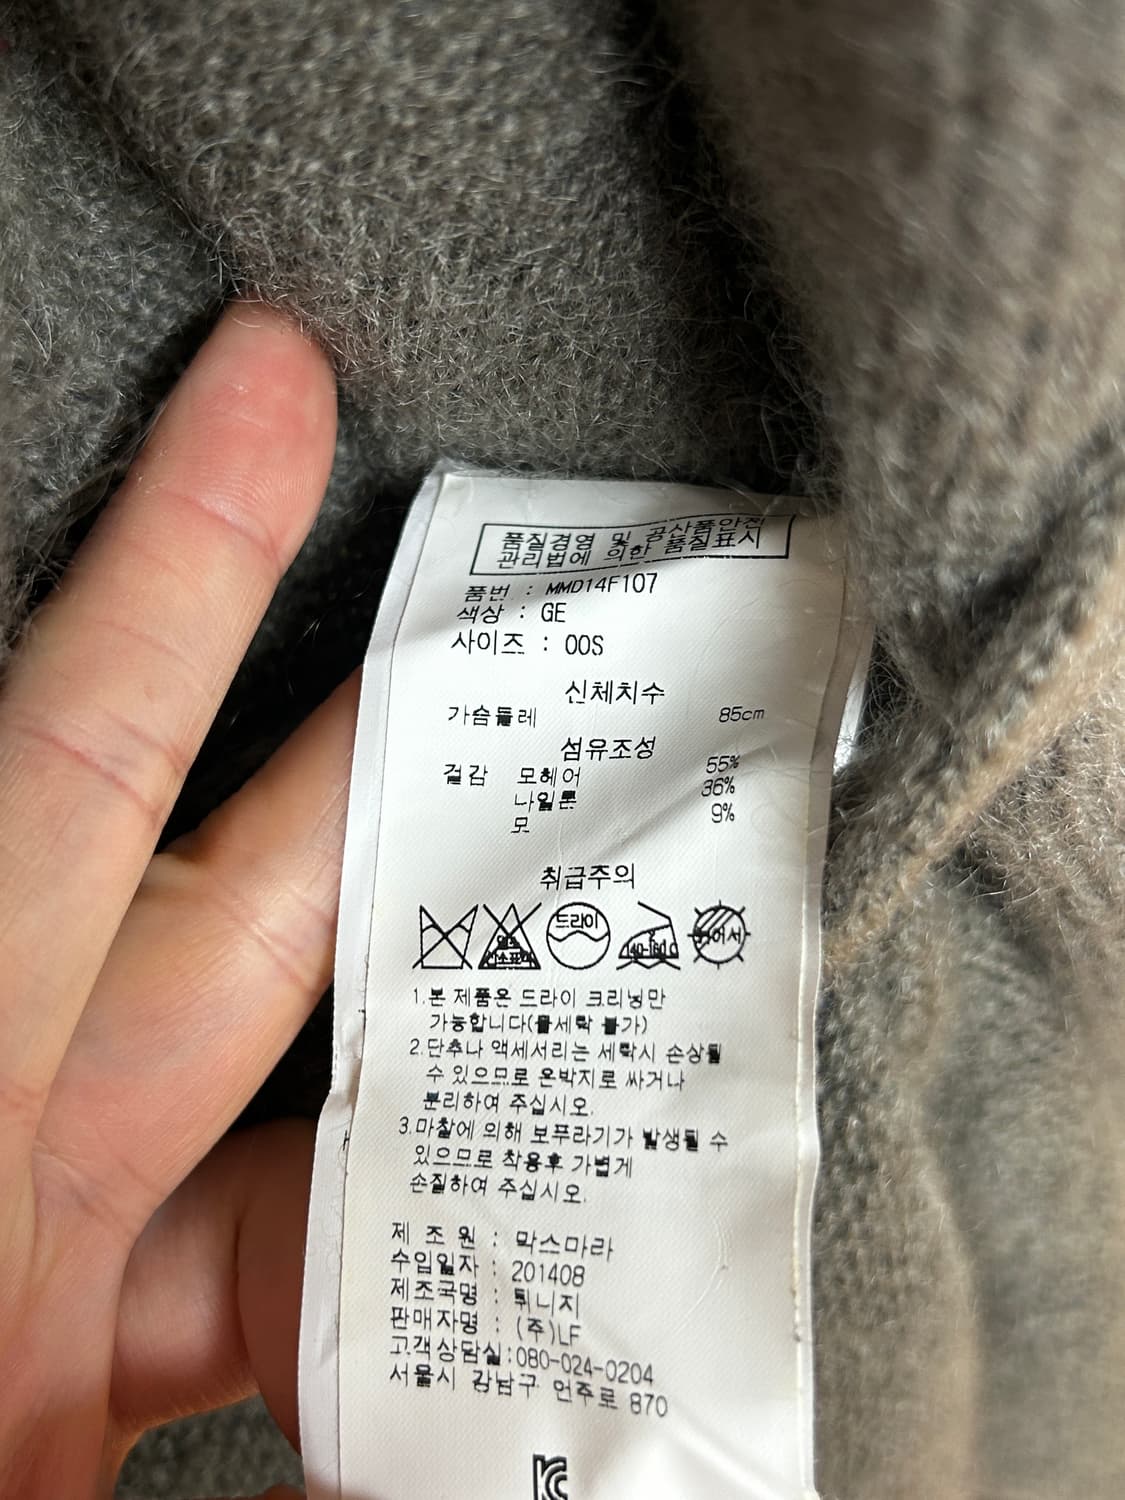 품질경영 및 공산품안전
관리법에 의한 품질표시
품번 : MMD14F107
색상 : GE
사이즈 : 00S
신체치수
가슴둘레 85cm
섬유조성
겉감 모헤어 55%
나일론 36%
모 9%
취급주의
드라이
140-160℃
뉘어서
1.본 제품은 드라이 크리닝만
가능합니다(물세탁 불가)
2.단추나 액세서리는 세탁시 손상될
수 있으므로 은박지로 싸거나
분리하여 주십시오.
3.마찰에 의해 보푸라기가 발생될 수
있으므로 착용후 가볍게
손질하여 주십시오.
제 조 원 : 막스마라
수입일자 : 201408
제조국명 : 튀니지
판매자명 : (주)LF
고객상담실:080-024-0204
서울시 강남구 언주로 870